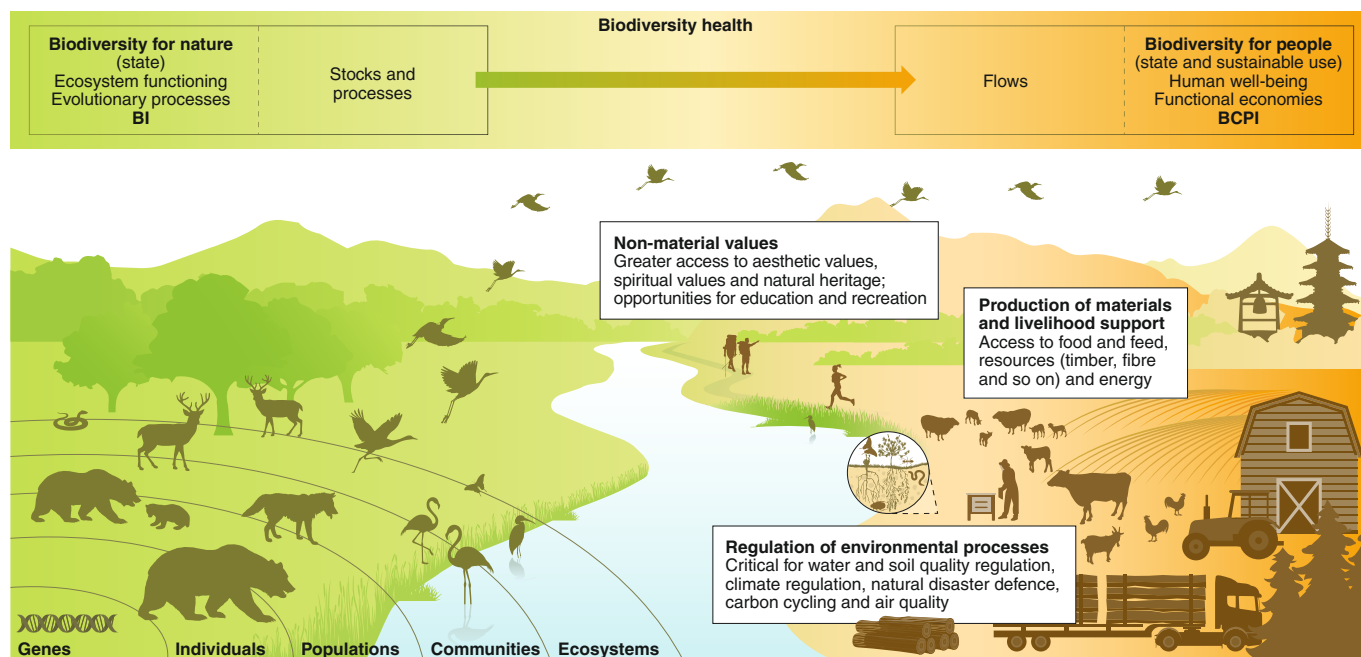 Biodiversity health
Biodiversity for nature
(state)
Ecosystem functioning
Evolutionary processes
BI
Stocks and
processes
Flows
Biodiversity for people
(state and sustainable use)
Human well-being
Functional economies
BCPI
Non-material values
Greater access to aesthetic values,
spiritual values and natural heritage;
opportunities for education and recreation
Production of materials
and livelihood support
Access to food and feed,
resources (timber, fibre
and so on) and energy
Regulation of environmental processes
Critical for water and soil quality regulation,
climate regulation, natural disaster defence,
carbon cycling and air quality
Genes
Individuals
Populations
Communities
Ecosystems